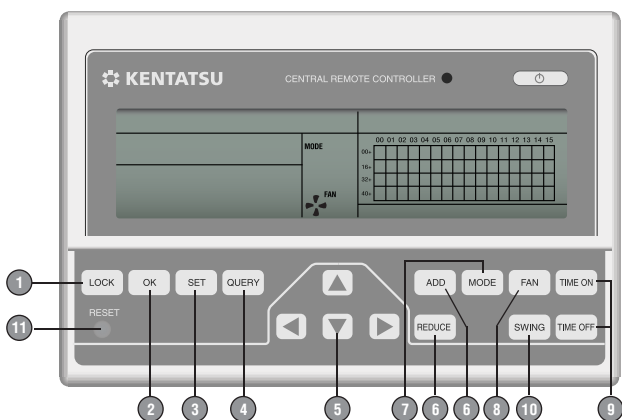 KENTATSU CENTRAL REMOTE CONTROLLER
MODE
00 01 02 03 04 05 06 07 08 09 10 11 12 13 14 15
00+
16+
32+
40+
FAN
1 LOCK OK SET QUERY 7 ADD MODE FAN TIME ON
11 RESET
REDUCE SWING TIME OFF
2 3 4 5 6 6 8 10 9